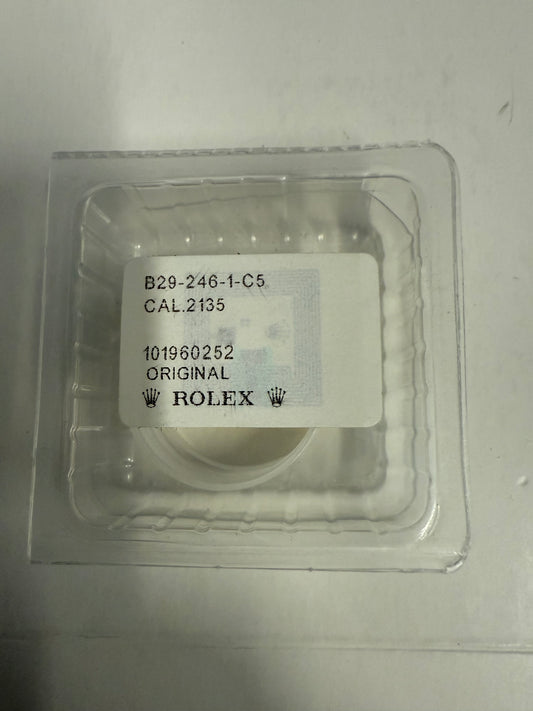 B29-246-1-C5
CAL.2135
101960252
ORIGINAL
ROLEX